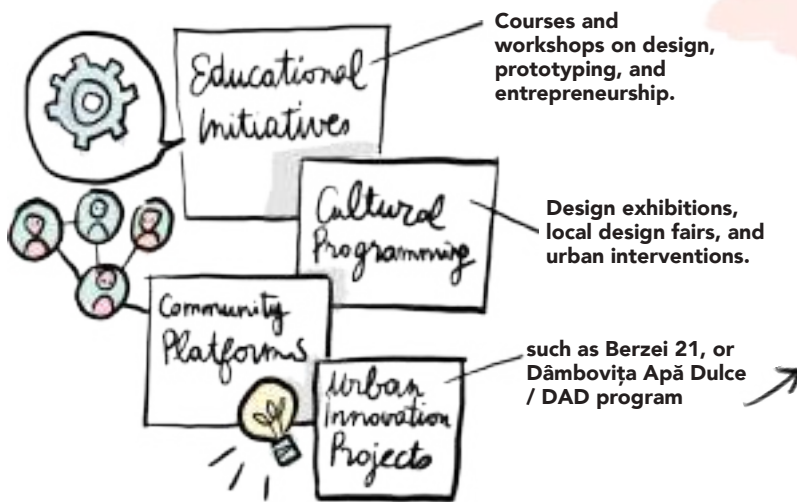 Educational
Initiatives
Courses and
workshops on design,
prototyping, and
entrepreneurship.
Cultural
Programming
Design exhibitions,
local design fairs, and
urban interventions.
Community
Platforms
Urban
Innovation
Projects
such as Berzei 21, or
Dâmbovița Apă Dulce
/ DAD program